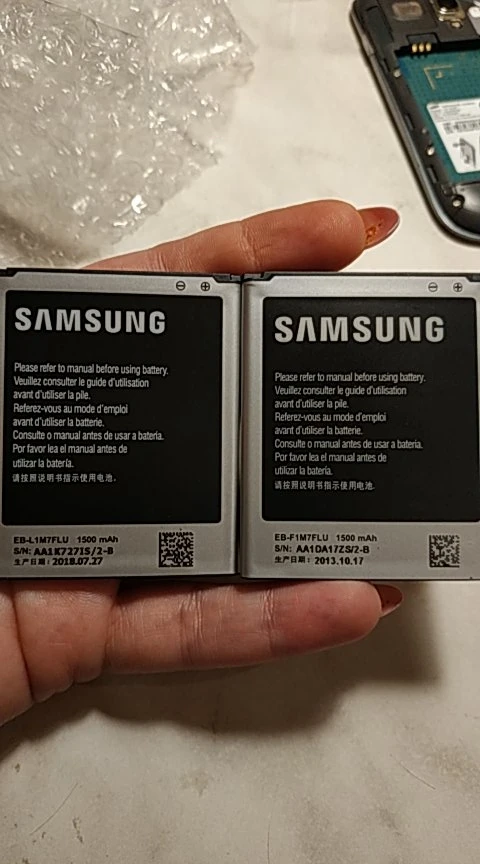 SAMSUNG
Please refer to manual before using battery.
Veuillez consulter le guide d'utilisation
avant d'utiliser la pile.
Referez-vous au mode d'emploi
avant d'utiliser la batterie.
Consulte o manual antes de usar a bateria.
Por favor lea el manual antes de
utilizar la batería.
请按照说明书指示使用电池.
EB-L1M7FLU 1500 mAh
S/N: AA1K727IS/2-B
生产日期: 2018.07.27
SAMSUNG
Please refer to manual before using battery.
Veuillez consulter le guide d'utilisation
avant d'utiliser la pile.
Referez-vous au mode d'emploi
avant d'utiliser la batterie.
Consulte o manual antes de usar a bateria.
Por favor lea el manual antes de
utilizar la batería.
请按照说明书指示使用电池.
EB-F1M7FLU 1500 mAh
S/N: AA1DA17ZS/2-B
生产日期: 2013.10.17